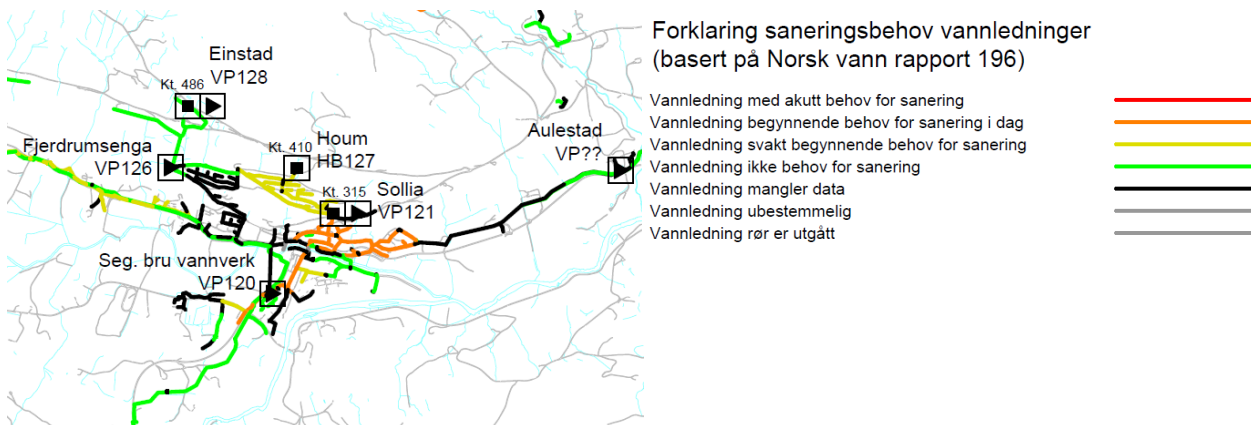 Einstad
VP128
Kt. 486
Fjerdrumsenga
VP126
Kt. 410
Houm
HB127
Aulestad
VP??
Kt. 315
Sollia
VP121
Seg. bru vannverk
VP120
Forklaring saneringsbehov vannledninger
(basert på Norsk vann rapport 196)
Vannledning med akutt behov for sanering
Vannledning begynnende behov for sanering i dag
Vannledning svakt begynnende behov for sanering
Vannledning ikke behov for sanering
Vannledning mangler data
Vannledning ubestemmelig
Vannledning rør er utgått